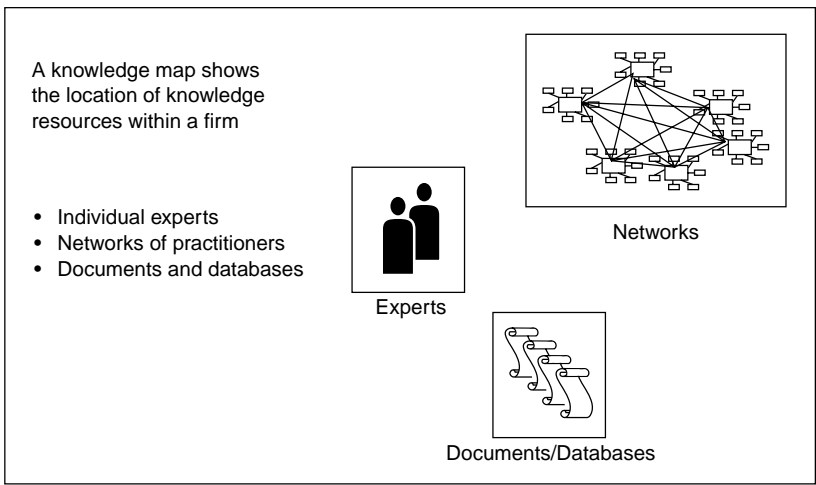 A knowledge map shows
the location of knowledge
resources within a firm
• Individual experts
• Networks of practitioners
• Documents and databases
Networks
Experts
Documents/Databases